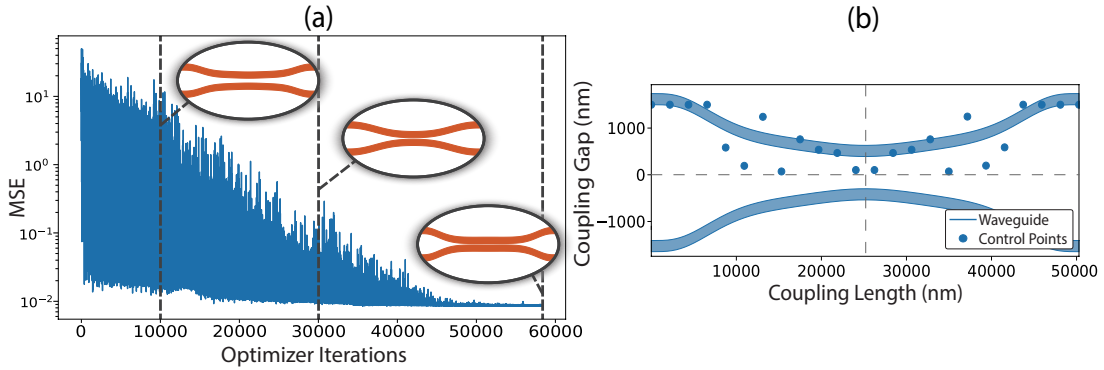 (a)
MSE
10¹
10⁰
10⁻¹
10⁻²
0
10000
20000
30000
40000
50000
60000
Optimizer Iterations
(b)
Coupling Gap (nm)
1000
0
−1000
Waveguide
Control Points
10000
20000
30000
40000
50000
Coupling Length (nm)